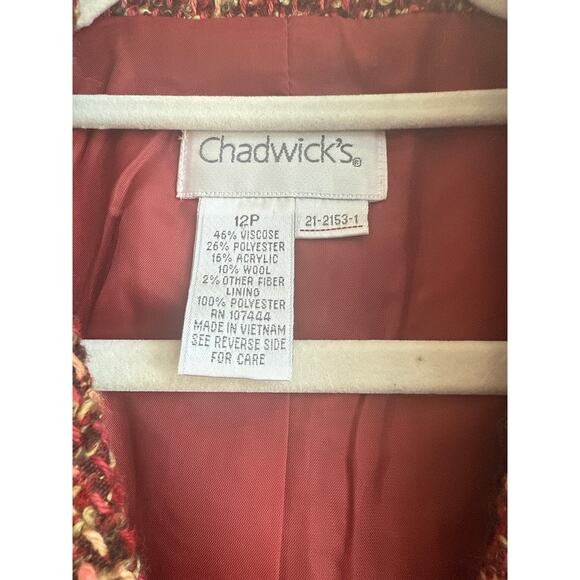 Chadwick's®
12P
46% VISCOSE
26% POLYESTER
16% ACRYLIC
10% WOOL
2% OTHER FIBER
LINING
100% POLYESTER
RN 107444
MADE IN VIETNAM
SEE REVERSE SIDE
FOR CARE
21-2153-1